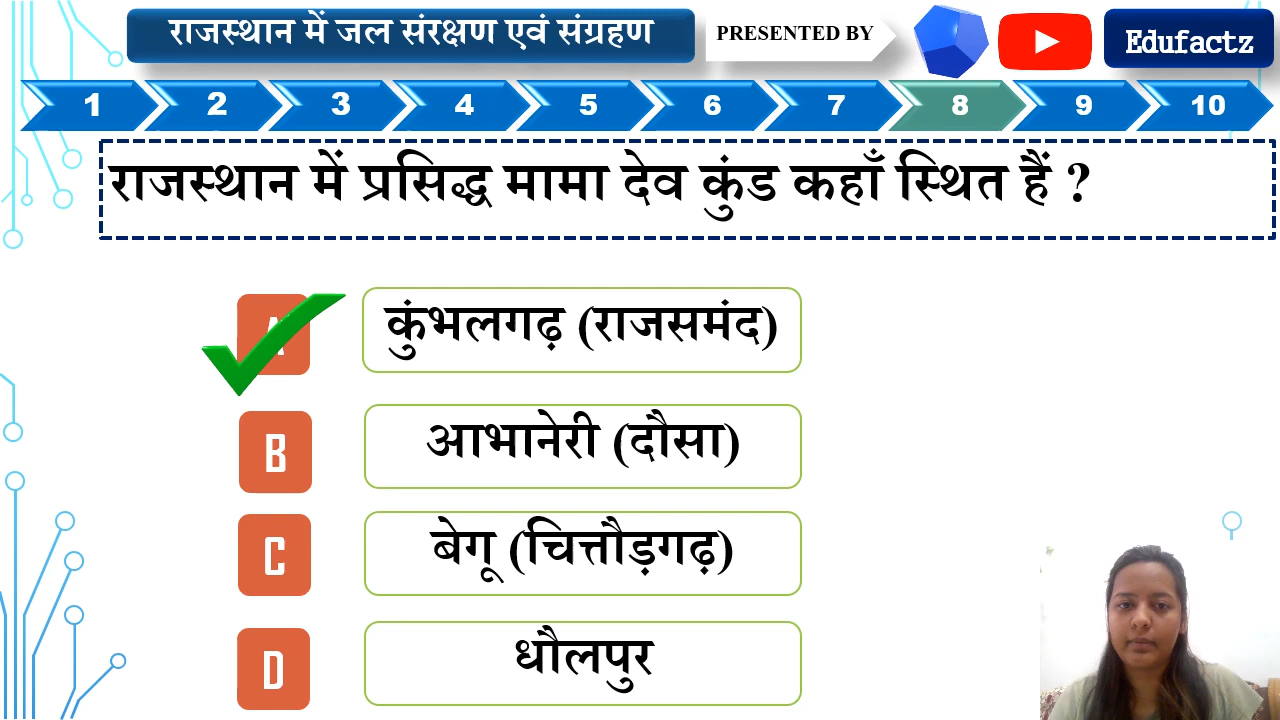 राजस्थान में जल संरक्षण एवं संग्रहण
PRESENTED BY
Edufactz
1 2 3 4 5 6 7 8 9 10
राजस्थान में प्रसिद्ध मामा देव कुंड कहाँ स्थित हैं ?
A कुंभलगढ़ (राजसमंद)
B आभानेरी (दौसा)
C बेगू (चित्तौड़गढ़)
D धौलपुर